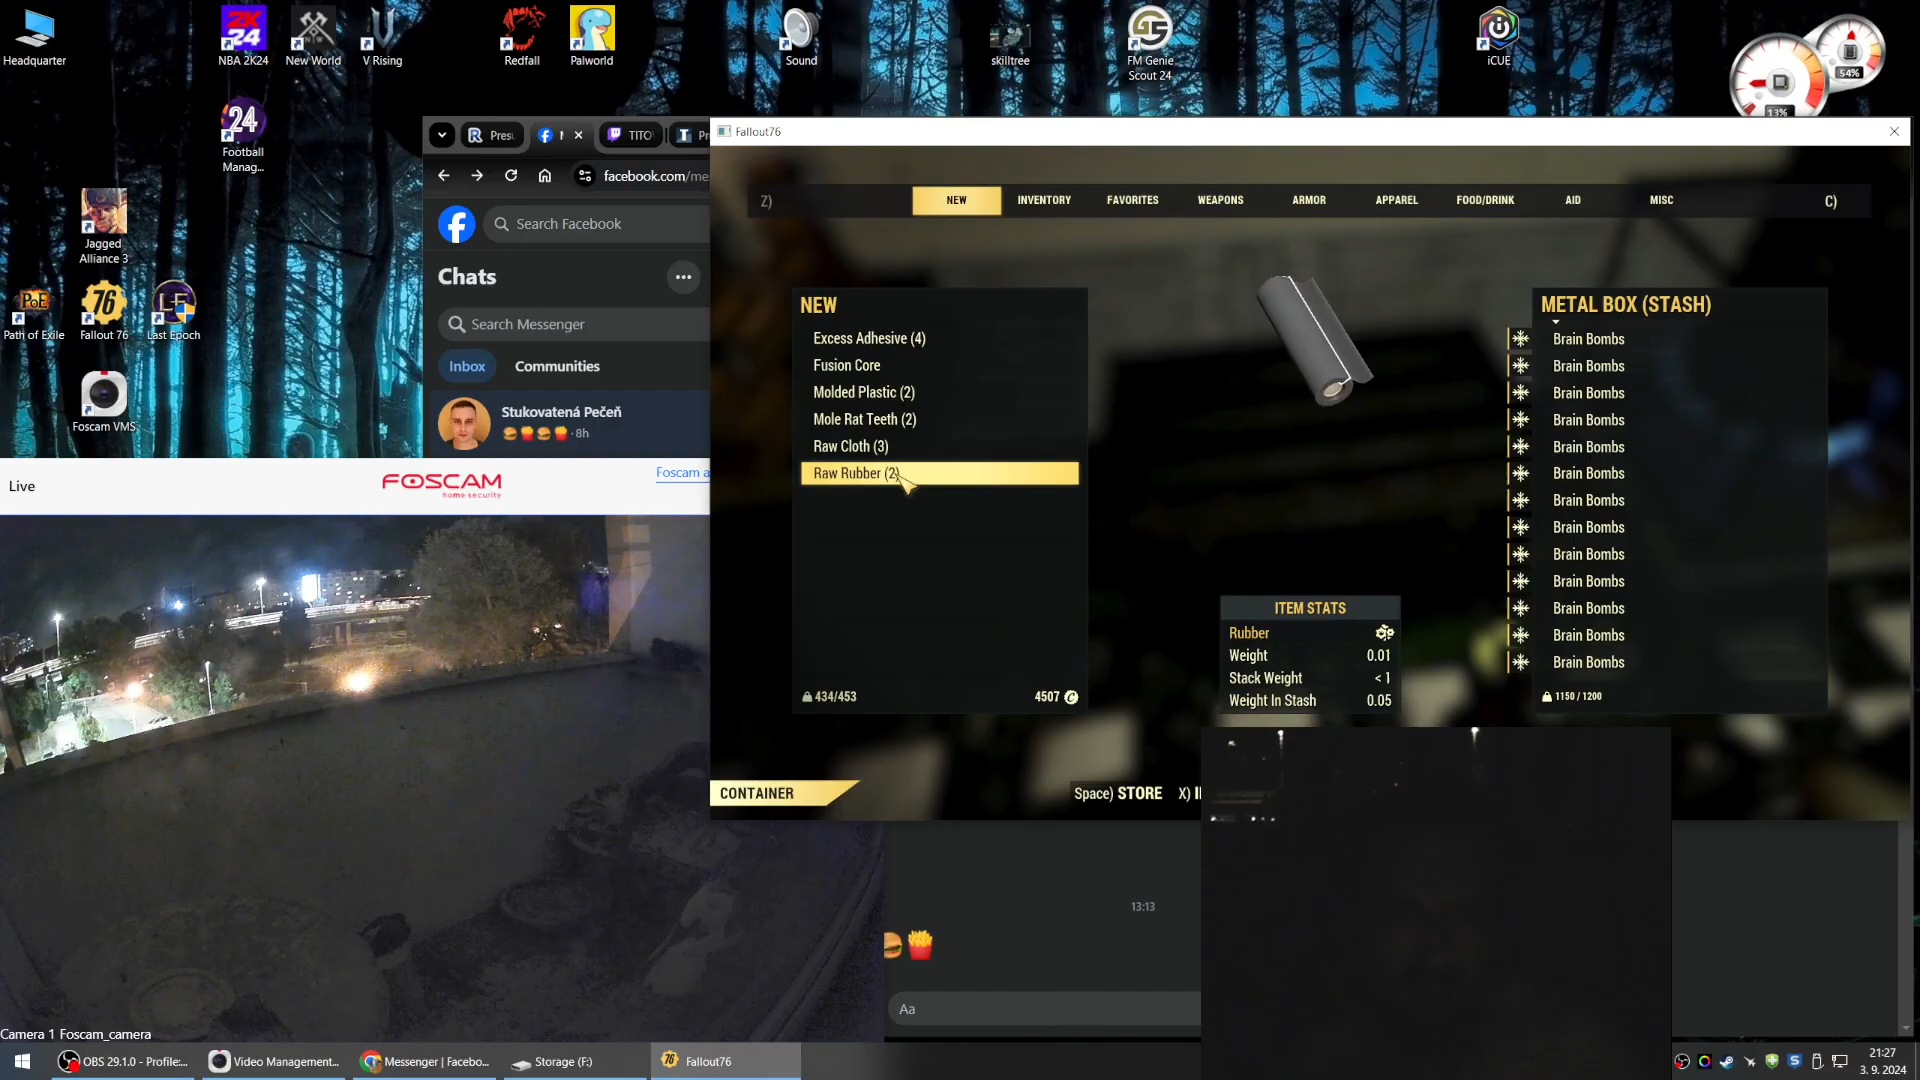 Headquarter
NBA 2K24
New World
V Rising
Redfall
Palworld
Sound
skilltree
FM Genie
Scout 24
iCUE
54%
13%
Football
Manag...
Jagged
Alliance 3
Path of Exile
Fallout 76
Last Epoch
Foscam VMS
Presu
TITO
facebook.com/me
Search Facebook
Chats
Search Messenger
Inbox
Communities
Stukovatená Pečeň
🍔🍟🍔🍟 · 8h
Live
FOSCAM
home security
Foscam a
Camera 1 Foscam_camera
Fallout76
Z)
NEW
INVENTORY
FAVORITES
WEAPONS
ARMOR
APPAREL
FOOD/DRINK
AID
MISC
C)
NEW
Excess Adhesive (4)
Fusion Core
Molded Plastic (2)
Mole Rat Teeth (2)
Raw Cloth (3)
Raw Rubber (2)
434/453
4507
ITEM STATS
Rubber
Weight 0.01
Stack Weight < 1
Weight In Stash 0.05
METAL BOX (STASH)
Brain Bombs
Brain Bombs
Brain Bombs
Brain Bombs
Brain Bombs
Brain Bombs
Brain Bombs
Brain Bombs
Brain Bombs
Brain Bombs
Brain Bombs
Brain Bombs
Brain Bombs
1150 / 1200
CONTAINER
Space) STORE X) I
13:13
🍔🍟
Aa
OBS 29.1.0 - Profile:...
Video Management...
Messenger | Facebo...
Storage (F:)
Fallout76
21:27
3. 9. 2024